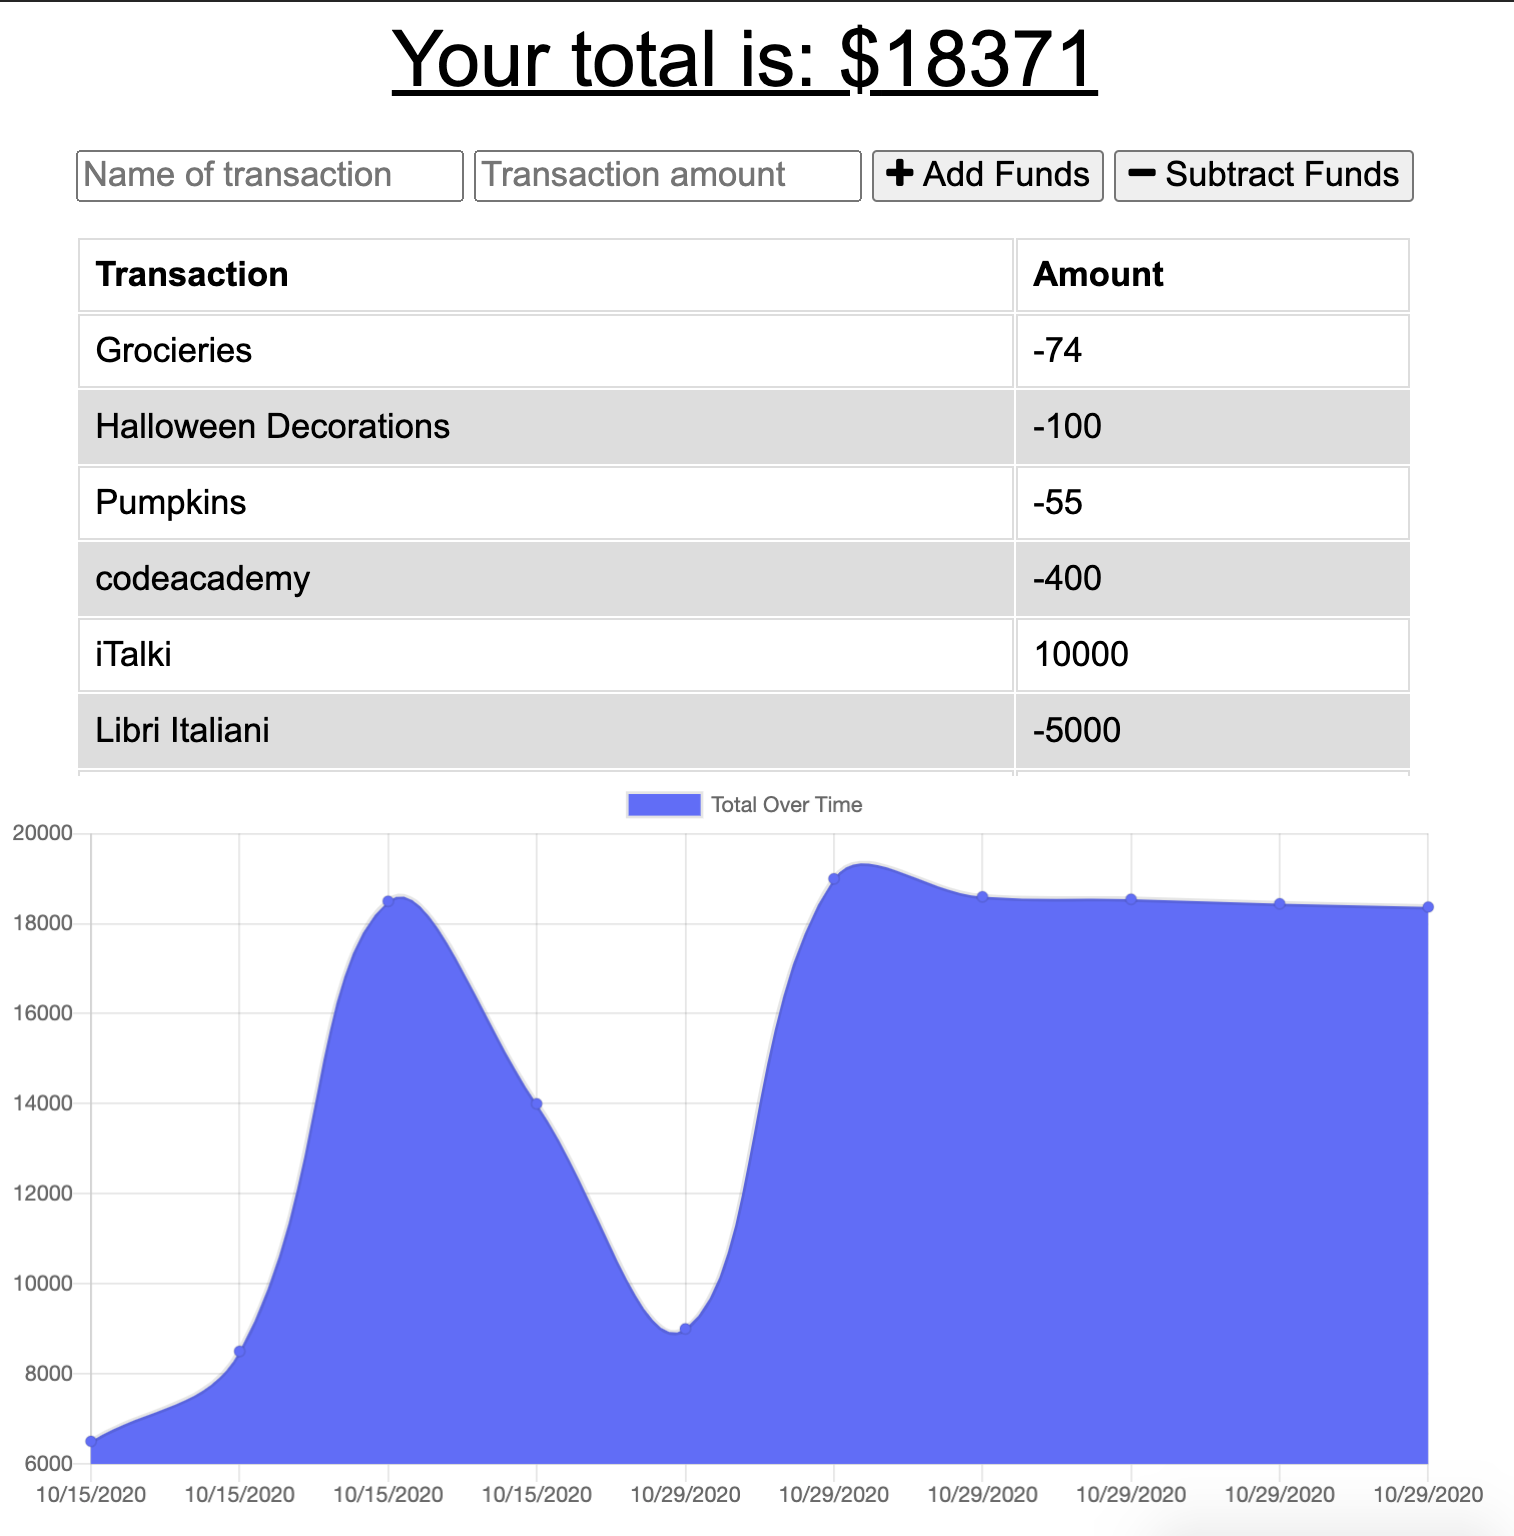 Your total is: $18371
Name of transaction Transaction amount + Add Funds − Subtract Funds
Transaction Amount
Grocieries -74
Halloween Decorations -100
Pumpkins -55
codeacademy -400
iTalki 10000
Libri Italiani -5000
Total Over Time
20000
18000
16000
14000
12000
10000
8000
6000
10/15/2020 10/15/2020 10/15/2020 10/15/2020 10/29/2020 10/29/2020 10/29/2020 10/29/2020 10/29/2020 10/29/2020